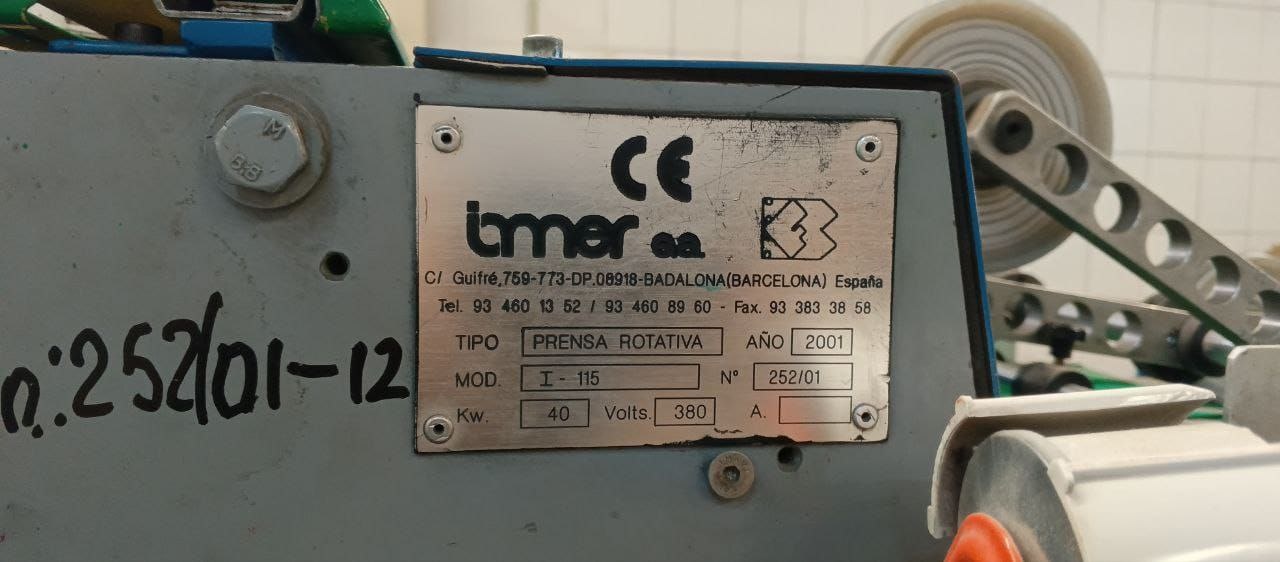 M
8.8
CE
imer s.a.
C/ Guifré,759-773-DP.08918-BADALONA(BARCELONA) España
Tel. 93 460 13 52 / 93 460 89 60 - Fax. 93 383 38 58
TIPO PRENSA ROTATIVA AÑO 2001
MOD. I - 115 Nº 252/01
Kw. 40 Volts. 380 A.
n.:252/01-12